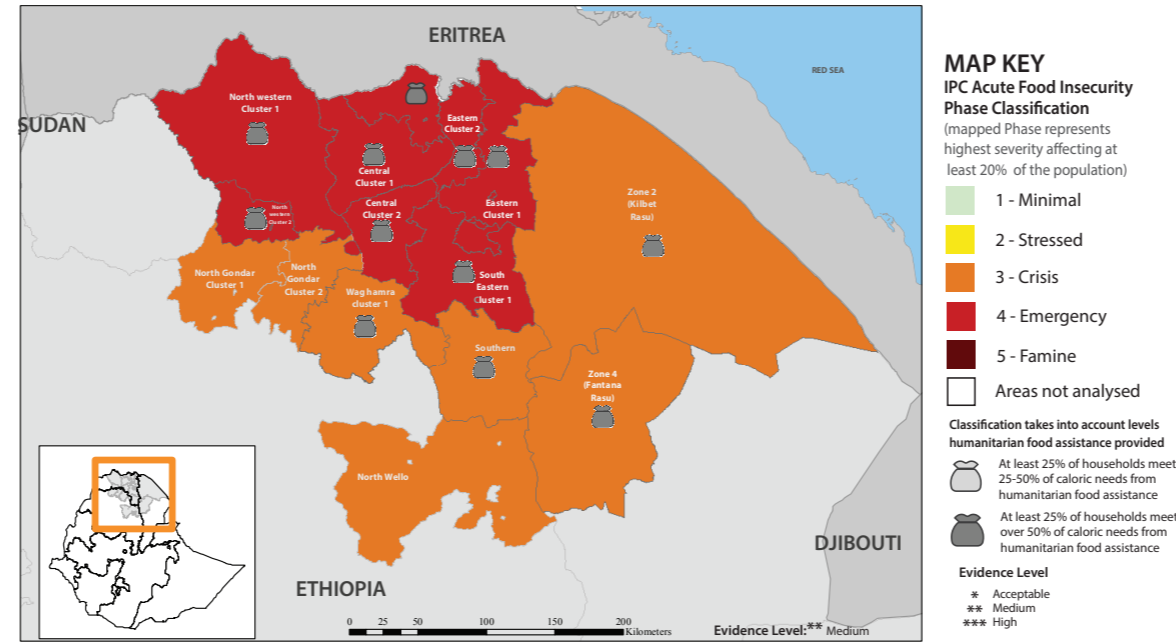 ERITREA
RED SEA
SUDAN
North western
Cluster 1
Eastern
Cluster 2
Central
Cluster 1
Zone 2
(Kilbet
Rasu)
North
western
Cluster 2
Central
Cluster 2
Eastern
Cluster 1
North Gondar
Cluster 1
North
Gondar
Cluster 2
South
Eastern
Cluster 1
Wag hamra
cluster 1
Southern
Zone 4
(Fantana
Rasu)
North Wello
DJIBOUTI
ETHIOPIA
0 25 50 100 150 200
Kilometers
Evidence Level:** Medium
MAP KEY
IPC Acute Food Insecurity
Phase Classification
(mapped Phase represents
highest severity affecting at
least 20% of the population)
1 - Minimal
2 - Stressed
3 - Crisis
4 - Emergency
5 - Famine
Areas not analysed
Classification takes into account levels
humanitarian food assistance provided
At least 25% of households meet
25-50% of caloric needs from
humanitarian food assistance
At least 25% of households meet
over 50% of caloric needs from
humanitarian food assistance
Evidence Level
* Acceptable
** Medium
*** High